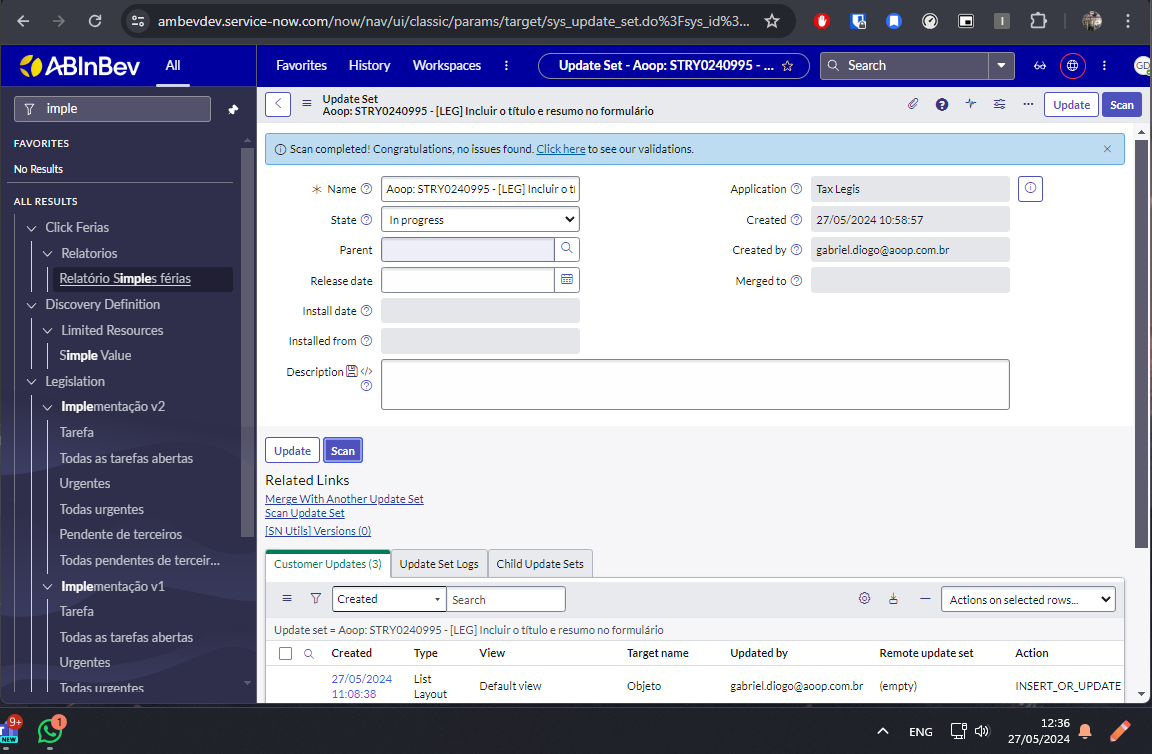 ambevdev.service-now.com/now/nav/ui/classic/params/target/sys_update_set.do%3Fsys_id%3...
ABInBev All Favorites History Workspaces Update Set - Aoop: STRY0240995 - ... Search GD
imple
FAVORITES
No Results
ALL RESULTS
Click Ferias
Relatorios
Relatório Simples férias
Discovery Definition
Limited Resources
Simple Value
Legislation
Implementação v2
Tarefa
Todas as tarefas abertas
Urgentes
Todas urgentes
Pendente de terceiros
Todas pendentes de terceir...
Implementação v1
Tarefa
Todas as tarefas abertas
Urgentes
Todas urgentes
Update Set
Aoop: STRY0240995 - [LEG] Incluir o título e resumo no formulário
Update Scan
Scan completed! Congratulations, no issues found. Click here to see our validations.
Name Aoop: STRY0240995 - [LEG] Incluir o tí
State In progress
Parent
Release date
Install date
Installed from
Description
Application Tax Legis
Created 27/05/2024 10:58:57
Created by gabriel.diogo@aoop.com.br
Merged to
Update Scan
Related Links
Merge With Another Update Set
Scan Update Set
[SN Utils] Versions (0)
Customer Updates (3) Update Set Logs Child Update Sets
Created Search Actions on selected rows...
Update set = Aoop: STRY0240995 - [LEG] Incluir o título e resumo no formulário
Created Type View Target name Updated by Remote update set Action
27/05/2024 11:08:38 List Layout Default view Objeto gabriel.diogo@aoop.com.br (empty) INSERT_OR_UPDATE
9+ NEW 1 ENG 12:36
27/05/2024